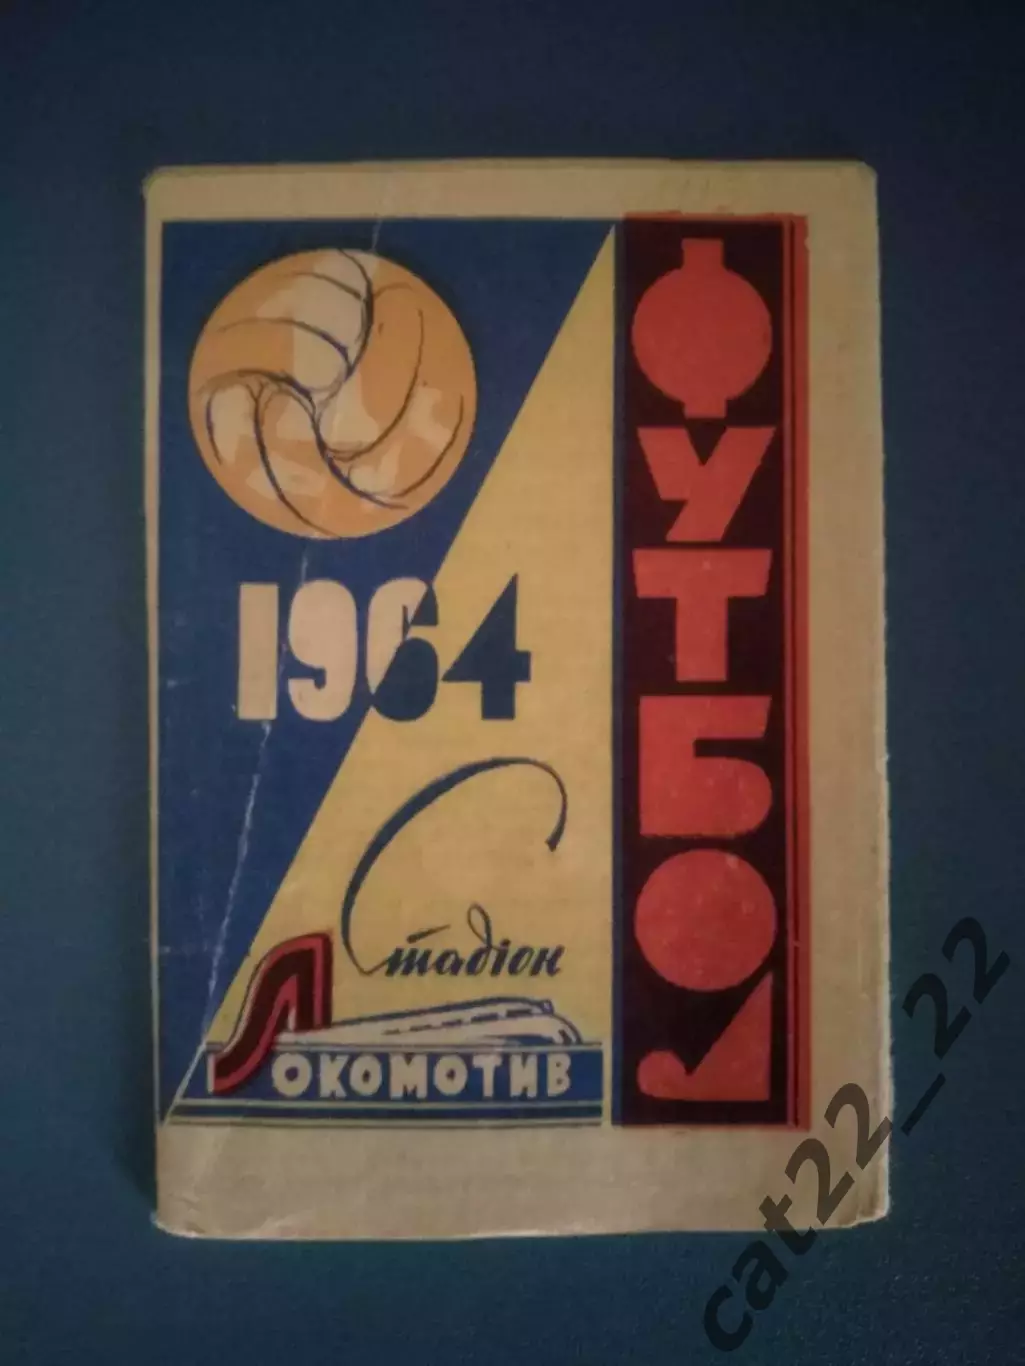 1964
Стадіон
ЛОКОМОТИВ
ФУТБОЛ
cat22_22